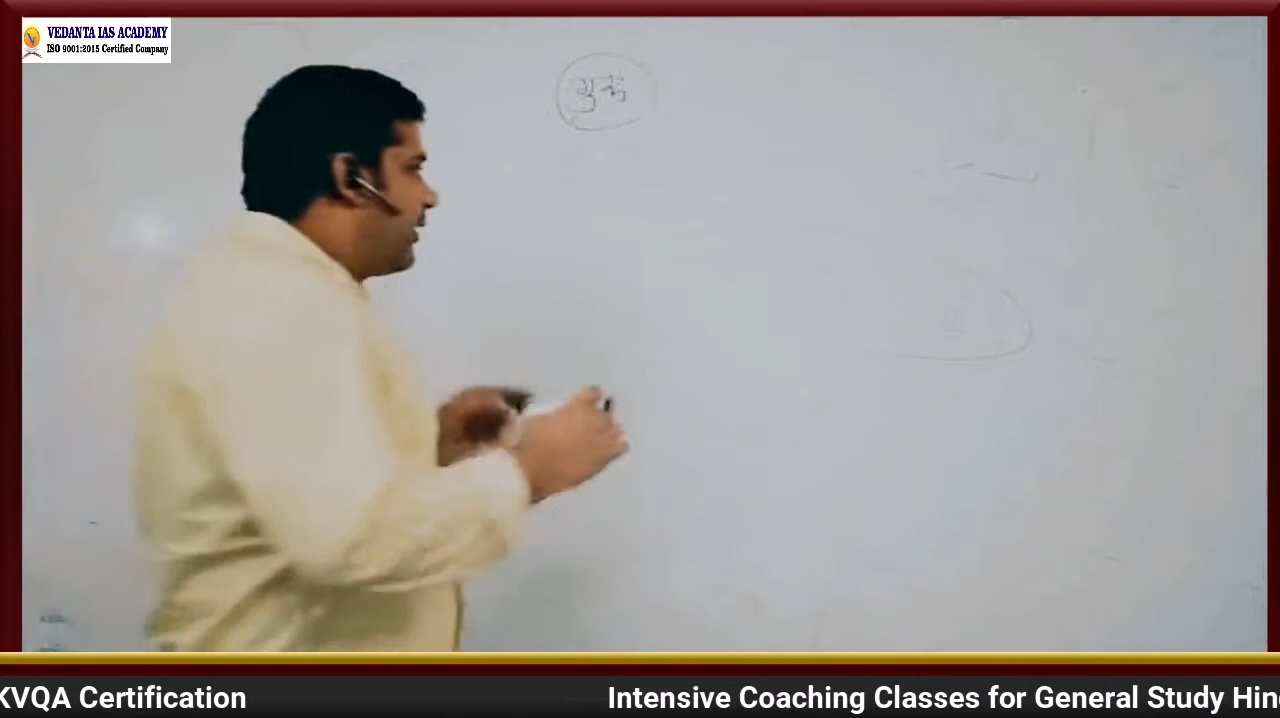 VEDANTA IAS ACADEMY
ISO 9001:2015 Certified Company
KVQA Certification
Intensive Coaching Classes for General Study Hin